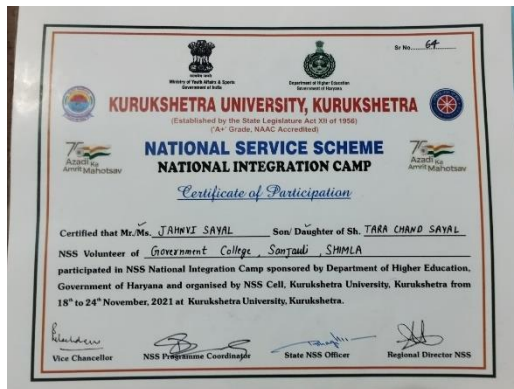 Sr No. 64
Ministry of Youth Affairs & Sports
Government of India
Department of Higher Education
Government of Haryana
KURUKSHETRA UNIVERSITY, KURUKSHETRA
(Established by the State Legislature Act XII of 1956)
('A+' Grade, NAAC Accredited)
NATIONAL SERVICE SCHEME
NATIONAL INTEGRATION CAMP
75
Azadi Ka
Amrit Mahotsav
75
Azadi Ka
Amrit Mahotsav
Certificate of Participation
Certified that Mr./Ms. JAHNVI SAYAL Son/ Daughter of Sh. TARA CHAND SAYAL
NSS Volunteer of Government College, Sanjauli, SHIMLA
participated in NSS National Integration Camp sponsored by Department of Higher Education,
Government of Haryana and organised by NSS Cell, Kurukshetra University, Kurukshetra from
18th to 24th November, 2021 at Kurukshetra University, Kurukshetra.
Vice Chancellor
NSS Programme Coordinator
State NSS Officer
Regional Director NSS